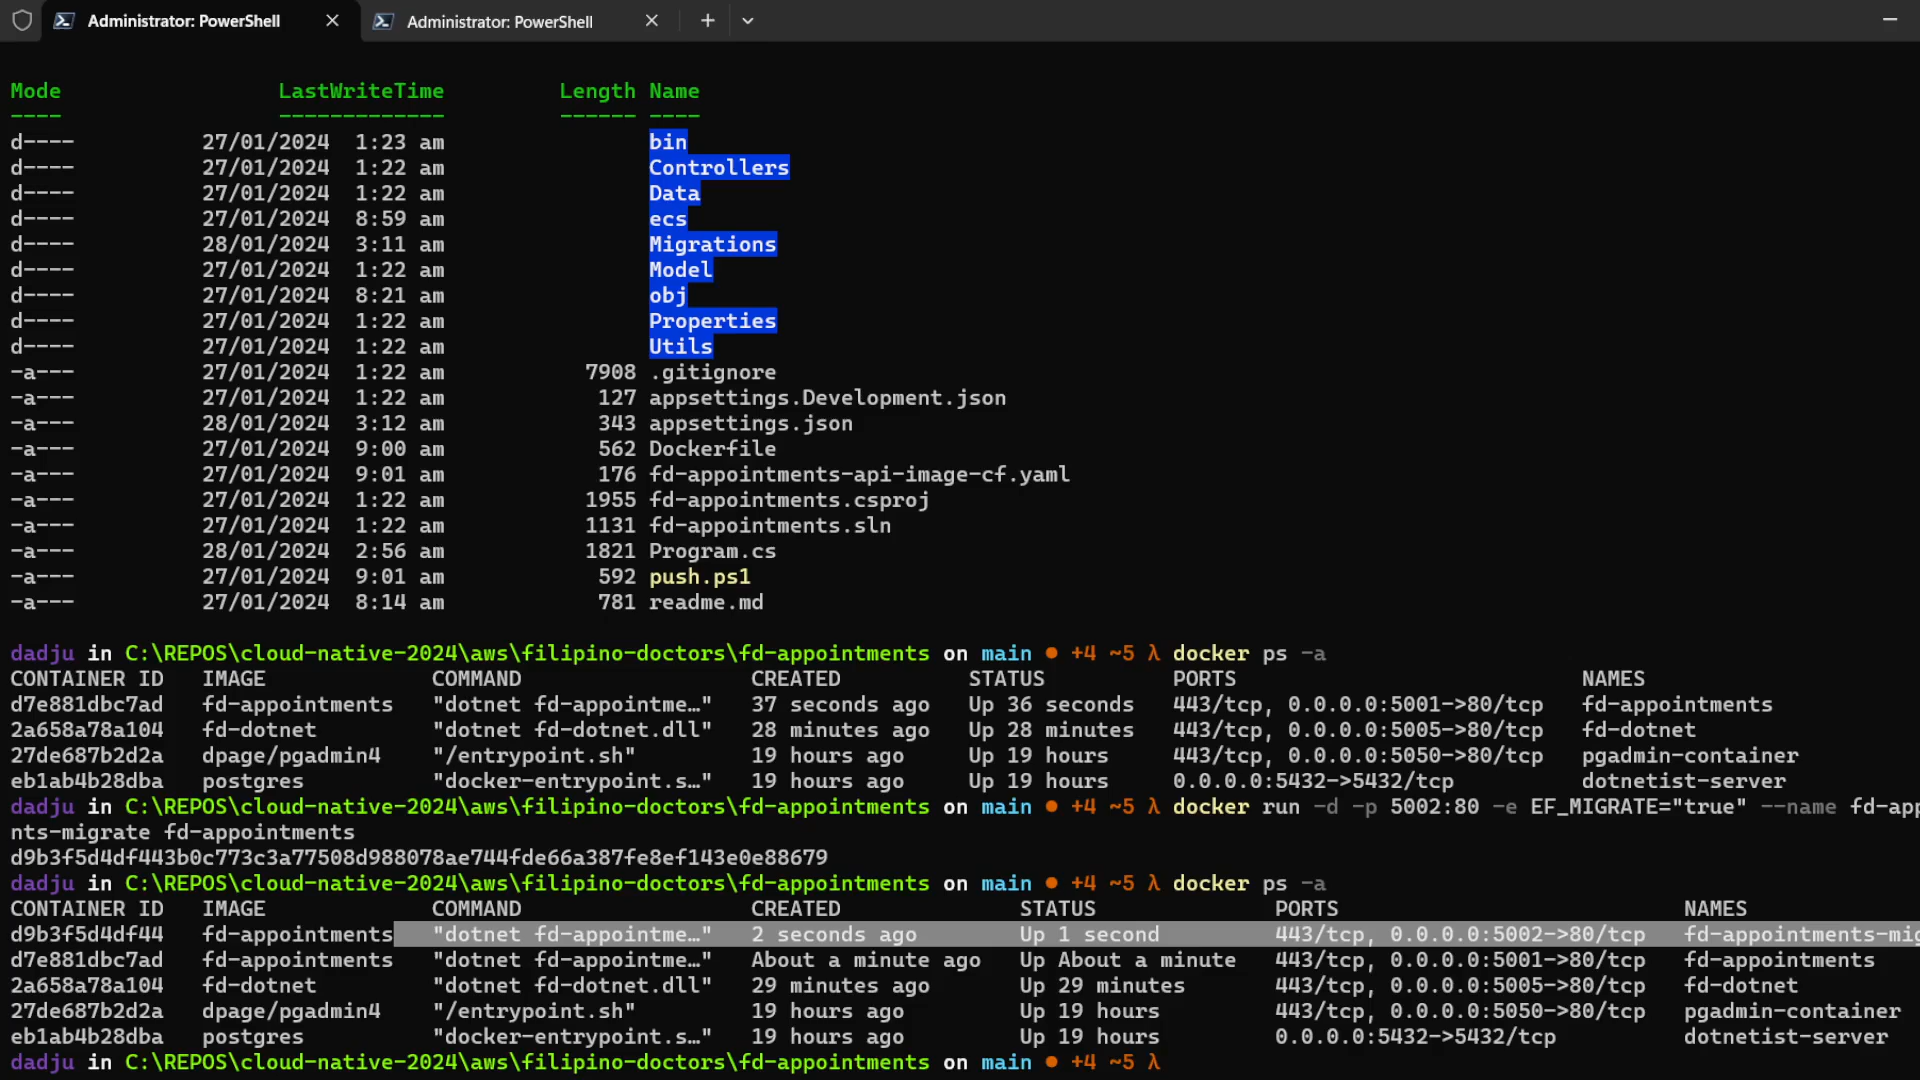 Administrator: PowerShell
Administrator: PowerShell
Mode LastWriteTime Length Name
---- ------------- ------ ----
d---- 27/01/2024 1:23 am bin
d---- 27/01/2024 1:22 am Controllers
d---- 27/01/2024 1:22 am Data
d---- 27/01/2024 8:59 am ecs
d---- 28/01/2024 3:11 am Migrations
d---- 27/01/2024 1:22 am Model
d---- 27/01/2024 8:21 am obj
d---- 27/01/2024 1:22 am Properties
d---- 27/01/2024 1:22 am Utils
-a--- 27/01/2024 1:22 am 7908 .gitignore
-a--- 27/01/2024 1:22 am 127 appsettings.Development.json
-a--- 28/01/2024 3:12 am 343 appsettings.json
-a--- 27/01/2024 9:00 am 562 Dockerfile
-a--- 27/01/2024 9:01 am 176 fd-appointments-api-image-cf.yaml
-a--- 27/01/2024 1:22 am 1955 fd-appointments.csproj
-a--- 27/01/2024 1:22 am 1131 fd-appointments.sln
-a--- 28/01/2024 2:56 am 1821 Program.cs
-a--- 27/01/2024 9:01 am 592 push.ps1
-a--- 27/01/2024 8:14 am 781 readme.md
dadju in C:\REPOS\cloud-native-2024\aws\filipino-doctors\fd-appointments on main ● +4 ~5 λ docker ps -a
CONTAINER ID IMAGE COMMAND CREATED STATUS PORTS NAMES
d7e881dbc7ad fd-appointments "dotnet fd-appointme…" 37 seconds ago Up 36 seconds 443/tcp, 0.0.0.0:5001->80/tcp fd-appointments
2a658a78a104 fd-dotnet "dotnet fd-dotnet.dll" 28 minutes ago Up 28 minutes 443/tcp, 0.0.0.0:5005->80/tcp fd-dotnet
27de687b2d2a dpage/pgadmin4 "/entrypoint.sh" 19 hours ago Up 19 hours 443/tcp, 0.0.0.0:5050->80/tcp pgadmin-container
eb1ab4b28dba postgres "docker-entrypoint.s…" 19 hours ago Up 19 hours 0.0.0.0:5432->5432/tcp dotnetist-server
dadju in C:\REPOS\cloud-native-2024\aws\filipino-doctors\fd-appointments on main ● +4 ~5 λ docker run -d -p 5002:80 -e EF_MIGRATE="true" --name fd-app
nts-migrate fd-appointments
d9b3f5d4df443b0c773c3a77508d988078ae744fde66a387fe8ef143e0e88679
dadju in C:\REPOS\cloud-native-2024\aws\filipino-doctors\fd-appointments on main ● +4 ~5 λ docker ps -a
CONTAINER ID IMAGE COMMAND CREATED STATUS PORTS NAMES
d9b3f5d4df44 fd-appointments "dotnet fd-appointme…" 2 seconds ago Up 1 second 443/tcp, 0.0.0.0:5002->80/tcp fd-appointments-mig
d7e881dbc7ad fd-appointments "dotnet fd-appointme…" About a minute ago Up About a minute 443/tcp, 0.0.0.0:5001->80/tcp fd-appointments
2a658a78a104 fd-dotnet "dotnet fd-dotnet.dll" 29 minutes ago Up 29 minutes 443/tcp, 0.0.0.0:5005->80/tcp fd-dotnet
27de687b2d2a dpage/pgadmin4 "/entrypoint.sh" 19 hours ago Up 19 hours 443/tcp, 0.0.0.0:5050->80/tcp pgadmin-container
eb1ab4b28dba postgres "docker-entrypoint.s…" 19 hours ago Up 19 hours 0.0.0.0:5432->5432/tcp dotnetist-server
dadju in C:\REPOS\cloud-native-2024\aws\filipino-doctors\fd-appointments on main ● +4 ~5 λ